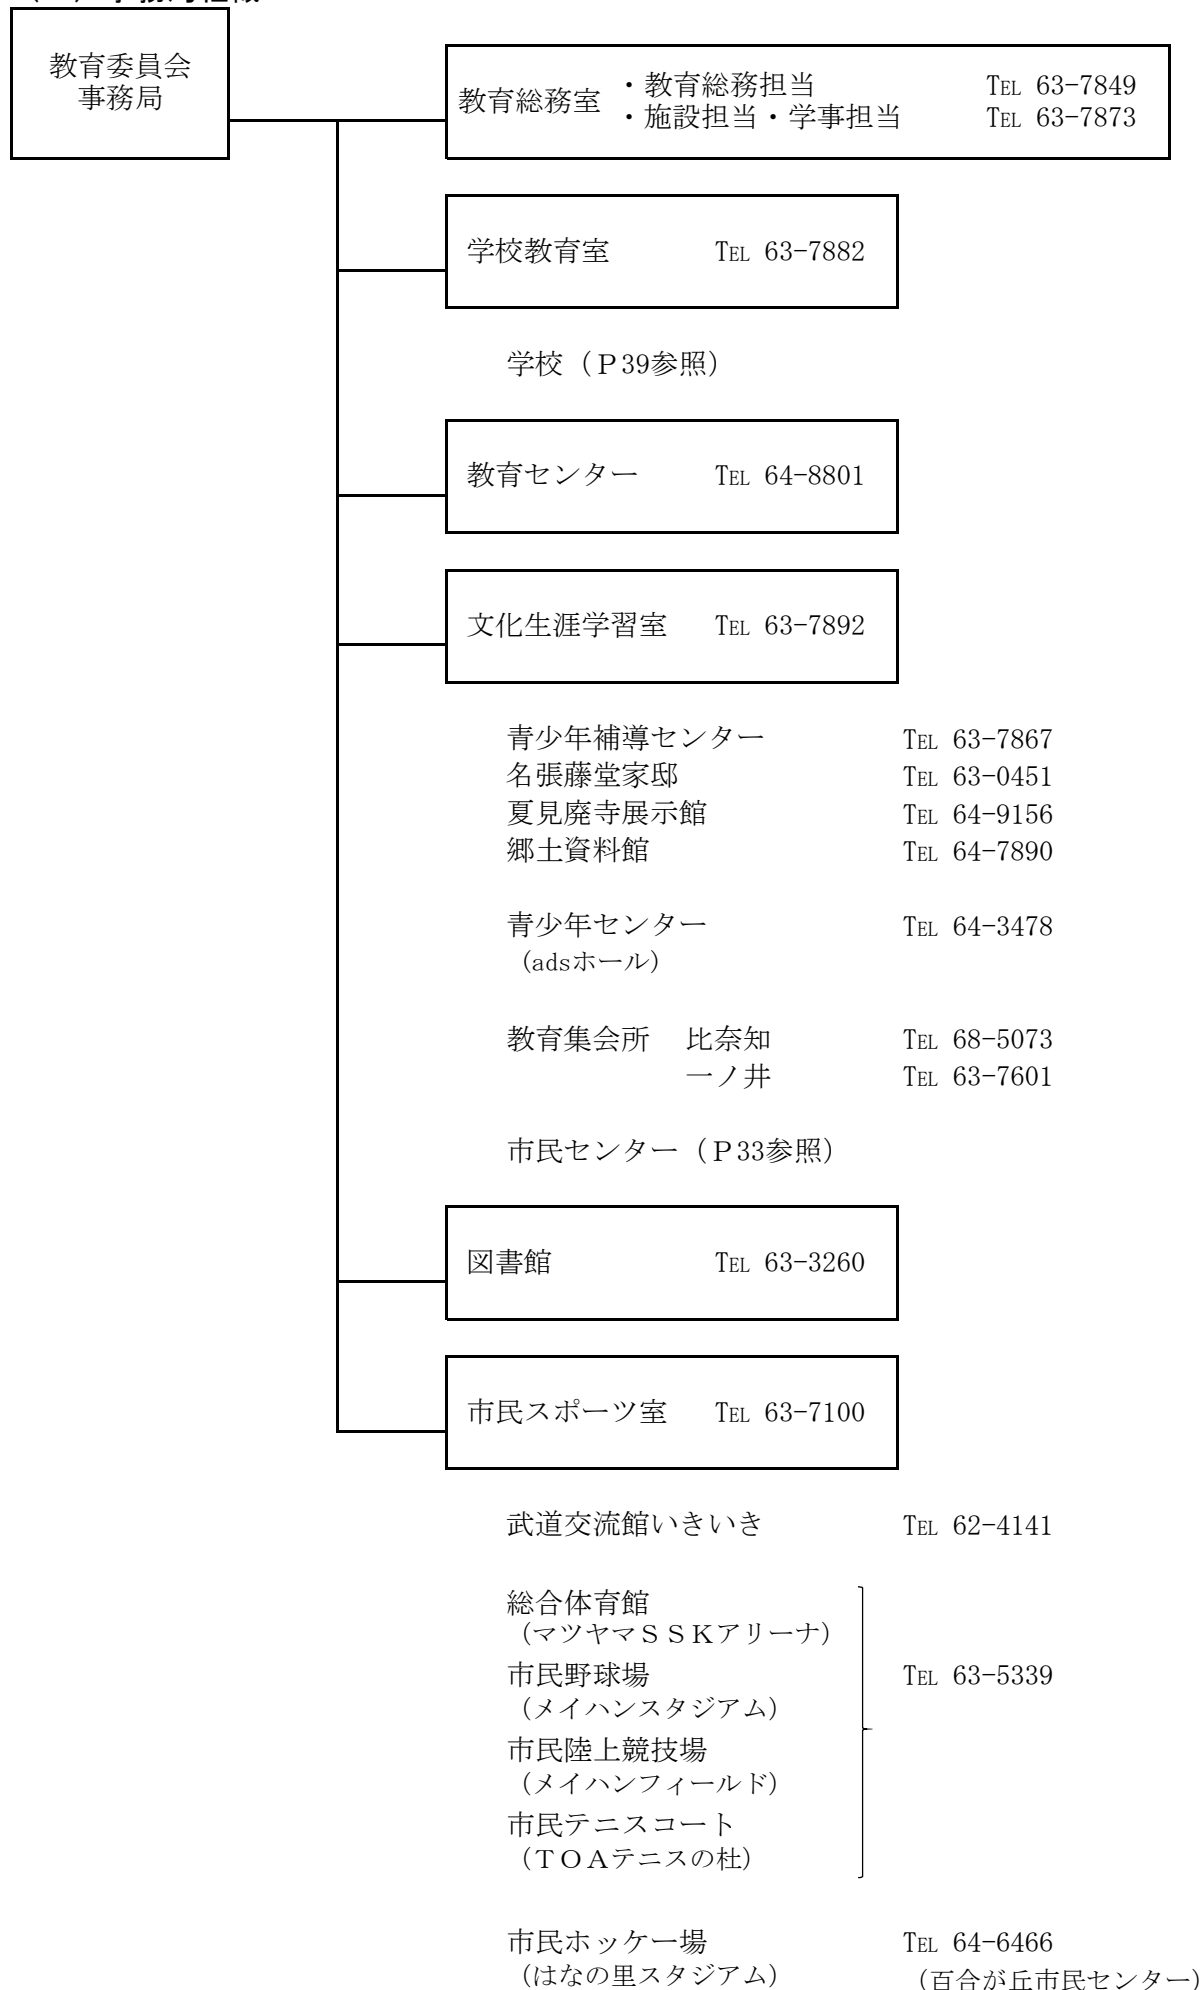 教育委員会
事務局
教育総務室 ・教育総務担当 TEL 63-7849
・施設担当・学事担当 TEL 63-7873
学校教育室 TEL 63-7882
学校（Ｐ39参照）
教育センター TEL 64-8801
文化生涯学習室 TEL 63-7892
青少年補導センター TEL 63-7867
名張藤堂家邸 TEL 63-0451
夏見廃寺展示館 TEL 64-9156
郷土資料館 TEL 64-7890
青少年センター TEL 64-3478
（adsホール）
教育集会所 比奈知 TEL 68-5073
一ノ井 TEL 63-7601
市民センター（Ｐ33参照）
図書館 TEL 63-3260
市民スポーツ室 TEL 63-7100
武道交流館いきいき TEL 62-4141
総合体育館
（マツヤマＳＳＫアリーナ）
市民野球場 TEL 63-5339
（メイハンスタジアム）
市民陸上競技場
（メイハンフィールド）
市民テニスコート
（ＴＯＡテニスの杜）
市民ホッケー場 TEL 64-6466
（はなの里スタジアム） （百合が丘市民センター）